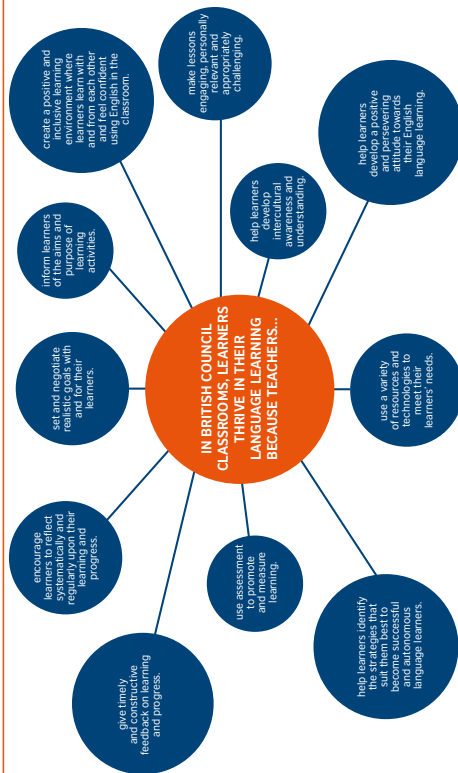 IN BRITISH COUNCIL
CLASSROOMS, LEARNERS
THRIVE IN THEIR
LANGUAGE LEARNING
BECAUSE TEACHERS...
give timely
and constructive
feedback on learning
and progress.
encourage
learners to reflect
systematically and
regularly upon their
learning and
progress.
set and negotiate
realistic goals with
and for their
learners.
inform learners
of the aims and
purpose of
learning
activities.
create a positive and
inclusive learning
environment where
learners learn with
and from each other
and feel confident
using English in the
classroom.
make lessons
engaging, personally
relevant and
appropriately
challenging.
help learners
develop
intercultural
awareness and
understanding.
help learners
develop a positive
and persevering
attitude towards
their English
language learning.
use a variety
of resources and
technologies to
meet their
learners' needs.
help learners identify
the strategies that
suit them best to
become successful
and autonomous
language learners.
use assessment
to promote
and measure
learning.